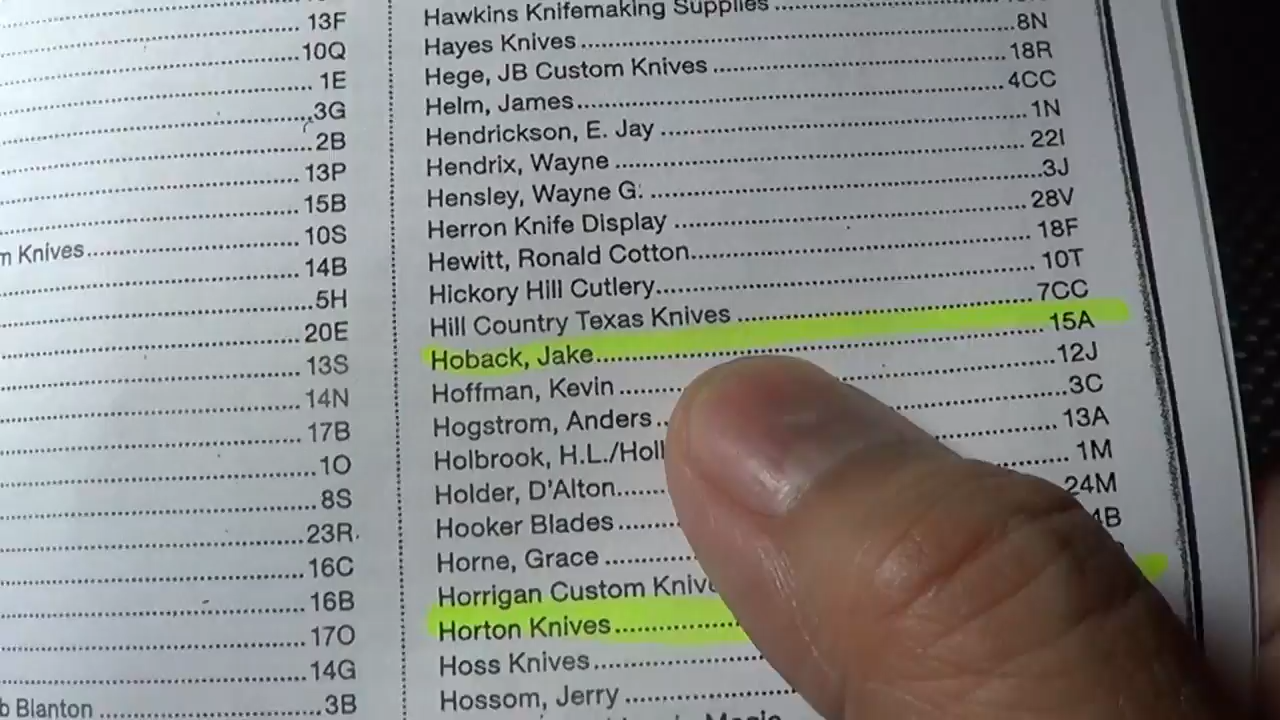 13F
10Q
1E
3G
2B
13P
15B
Knives..........10S
14B
5H
20E
13S
14N
17B
1O
8S
23R
16C
16B
17O
14G
Blanton..........3B
Hawkins Knifemaking Supplies..........
Hayes Knives..........8N
Hege, JB Custom Knives..........18R
Helm, James..........4CC
Hendrickson, E. Jay..........1N
Hendrix, Wayne..........22I
Hensley, Wayne G...........3J
Herron Knife Display..........28V
Hewitt, Ronald Cotton..........18F
Hickory Hill Cutlery..........10T
Hill Country Texas Knives..........7CC
Hoback, Jake..........15A
Hoffman, Kevin..........12J
Hogstrom, Anders..........3C
Holbrook, H.L./Holl..........13A
Holder, D'Alton..........1M
Hooker Blades..........24M
Horne, Grace..........4B
Horrigan Custom Kniv
Horton Knives..........
Hoss Knives..........
Hossom, Jerry..........
Magic